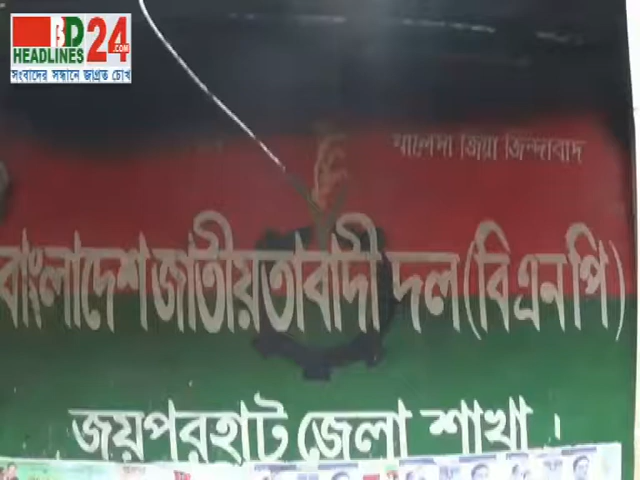 BD
HEADLINES 24 .COM
সংবাদের সন্ধানে জাগ্রত চোখ
খালেদা জিয়া জিন্দাবাদ
বাংলাদেশ জাতীয়তাবাদী দল (বিএনপি)
জয়পুরহাট জেলা শাখা ।